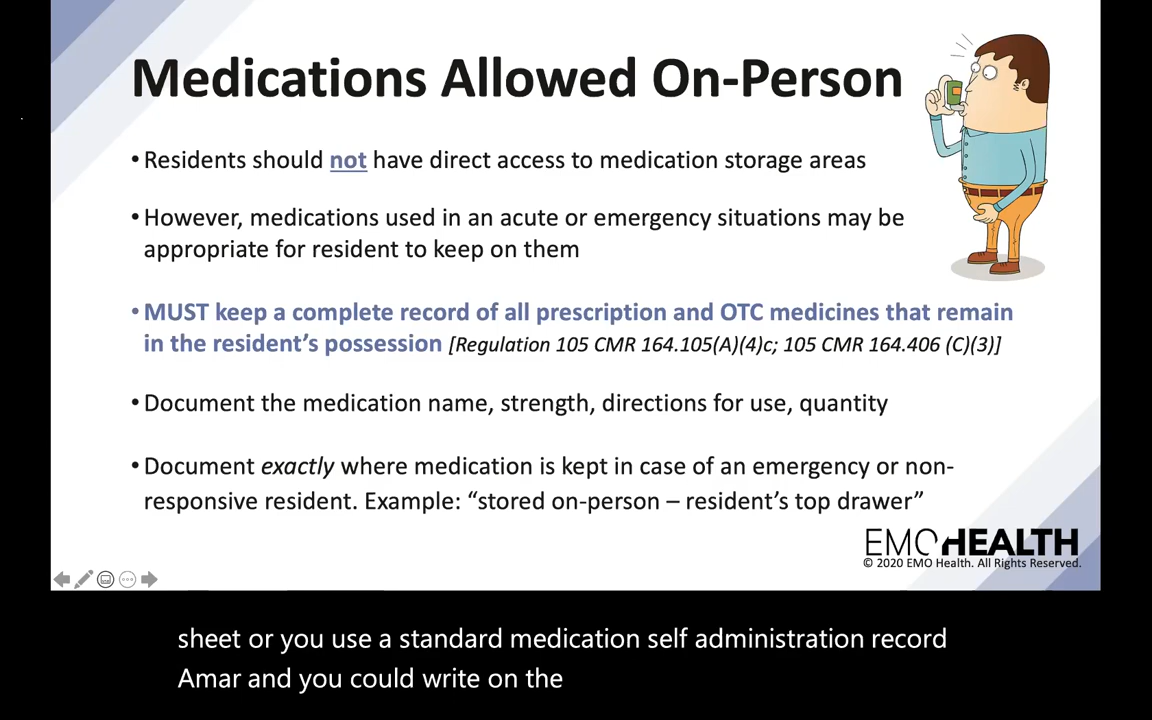 Medications Allowed On-Person
• Residents should not have direct access to medication storage areas
• However, medications used in an acute or emergency situations may be
appropriate for resident to keep on them
• MUST keep a complete record of all prescription and OTC medicines that remain
in the resident's possession [Regulation 105 CMR 164.105(A)(4)c; 105 CMR 164.406 (C)(3)]
• Document the medication name, strength, directions for use, quantity
• Document exactly where medication is kept in case of an emergency or non-
responsive resident. Example: “stored on-person – resident's top drawer”
EMOHEALTH
© 2020 EMO Health. All Rights Reserved.
sheet or you use a standard medication self administration record
Amar and you could write on the